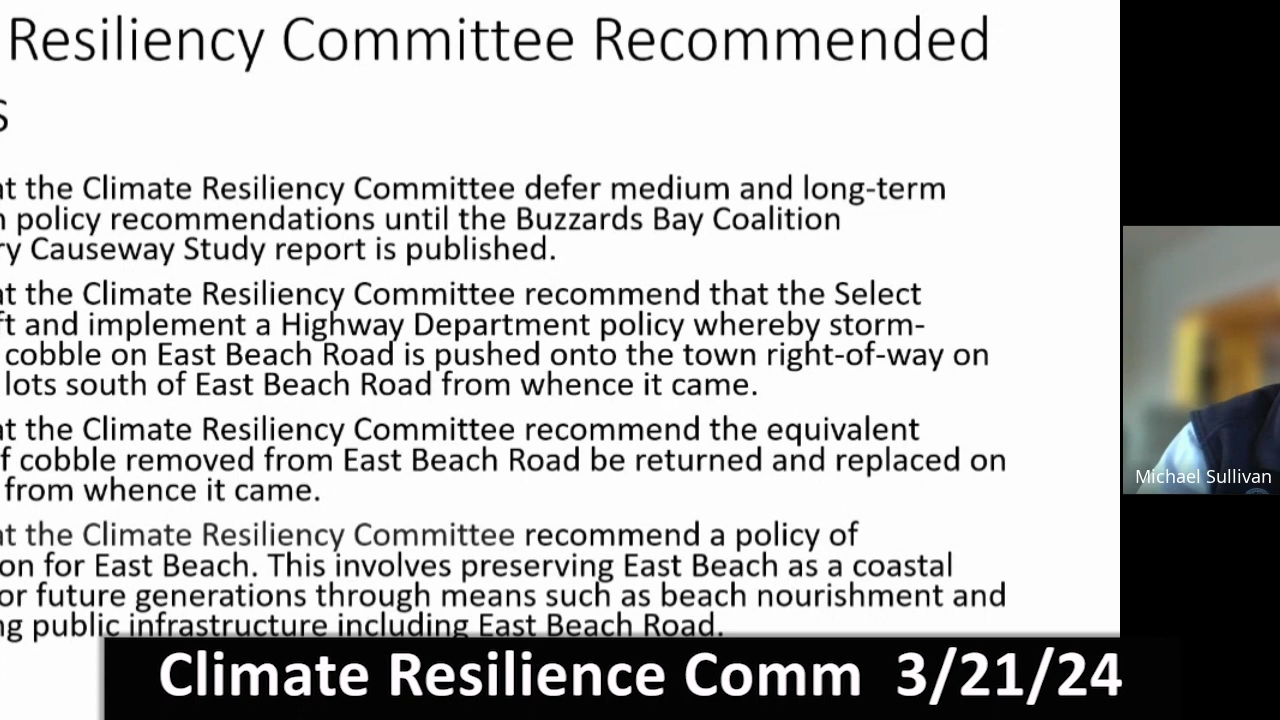 Resiliency Committee Recommended
s
at the Climate Resiliency Committee defer medium and long-term
policy recommendations until the Buzzards Bay Coalition
ry Causeway Study report is published.
at the Climate Resiliency Committee recommend that the Select
ft and implement a Highway Department policy whereby storm-
cobble on East Beach Road is pushed onto the town right-of-way on
lots south of East Beach Road from whence it came.
at the Climate Resiliency Committee recommend the equivalent
f cobble removed from East Beach Road be returned and replaced on
from whence it came.
at the Climate Resiliency Committee recommend a policy of
on for East Beach. This involves preserving East Beach as a coastal
or future generations through means such as beach nourishment and
ng public infrastructure including East Beach Road.
Michael Sullivan
Climate Resilience Comm 3/21/24